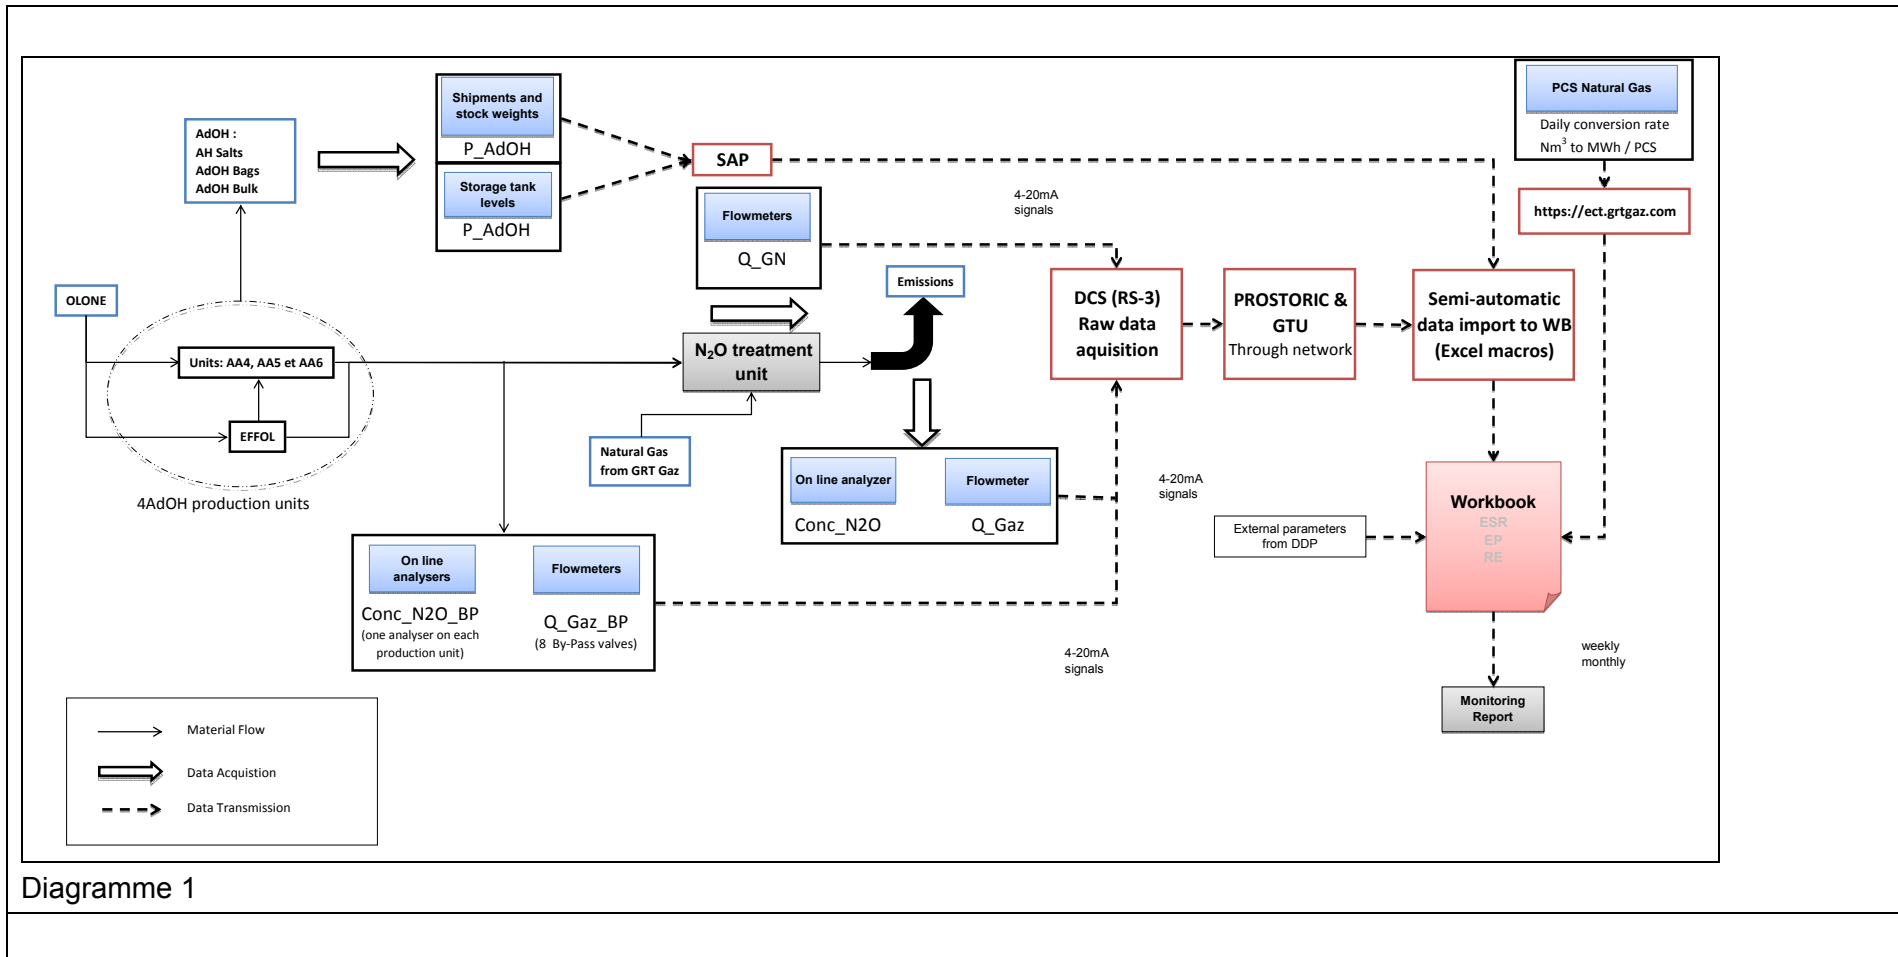 Shipments and
stock weights
P_AdOH
Storage tank
levels
P_AdOH
AdOH :
AH Salts
AdOH Bags
AdOH Bulk
SAP
PCS Natural Gas
Daily conversion rate
Nm³ to MWh / PCS
https://ect.grtgaz.com
4-20mA
signals
Flowmeters
Q_GN
OLONE
Units: AA4, AA5 et AA6
EFFOL
4AdOH production units
Emissions
N₂O treatment
unit
Natural Gas
from GRT Gaz
DCS (RS-3)
Raw data
aquisition
PROSTORIC &
GTU
Through network
Semi-automatic
data import to WB
(Excel macros)
On line analyzer
Conc_N2O
Flowmeter
Q_Gaz
4-20mA
signals
External parameters
from DDP
Workbook
ESR
EP
RE
On line
analysers
Conc_N2O_BP
(one analyser on each
production unit)
Flowmeters
Q_Gaz_BP
(8 By-Pass valves)
4-20mA
signals
weekly
monthly
Monitoring
Report
Material Flow
Data Acquistion
Data Transmission
Diagramme 1